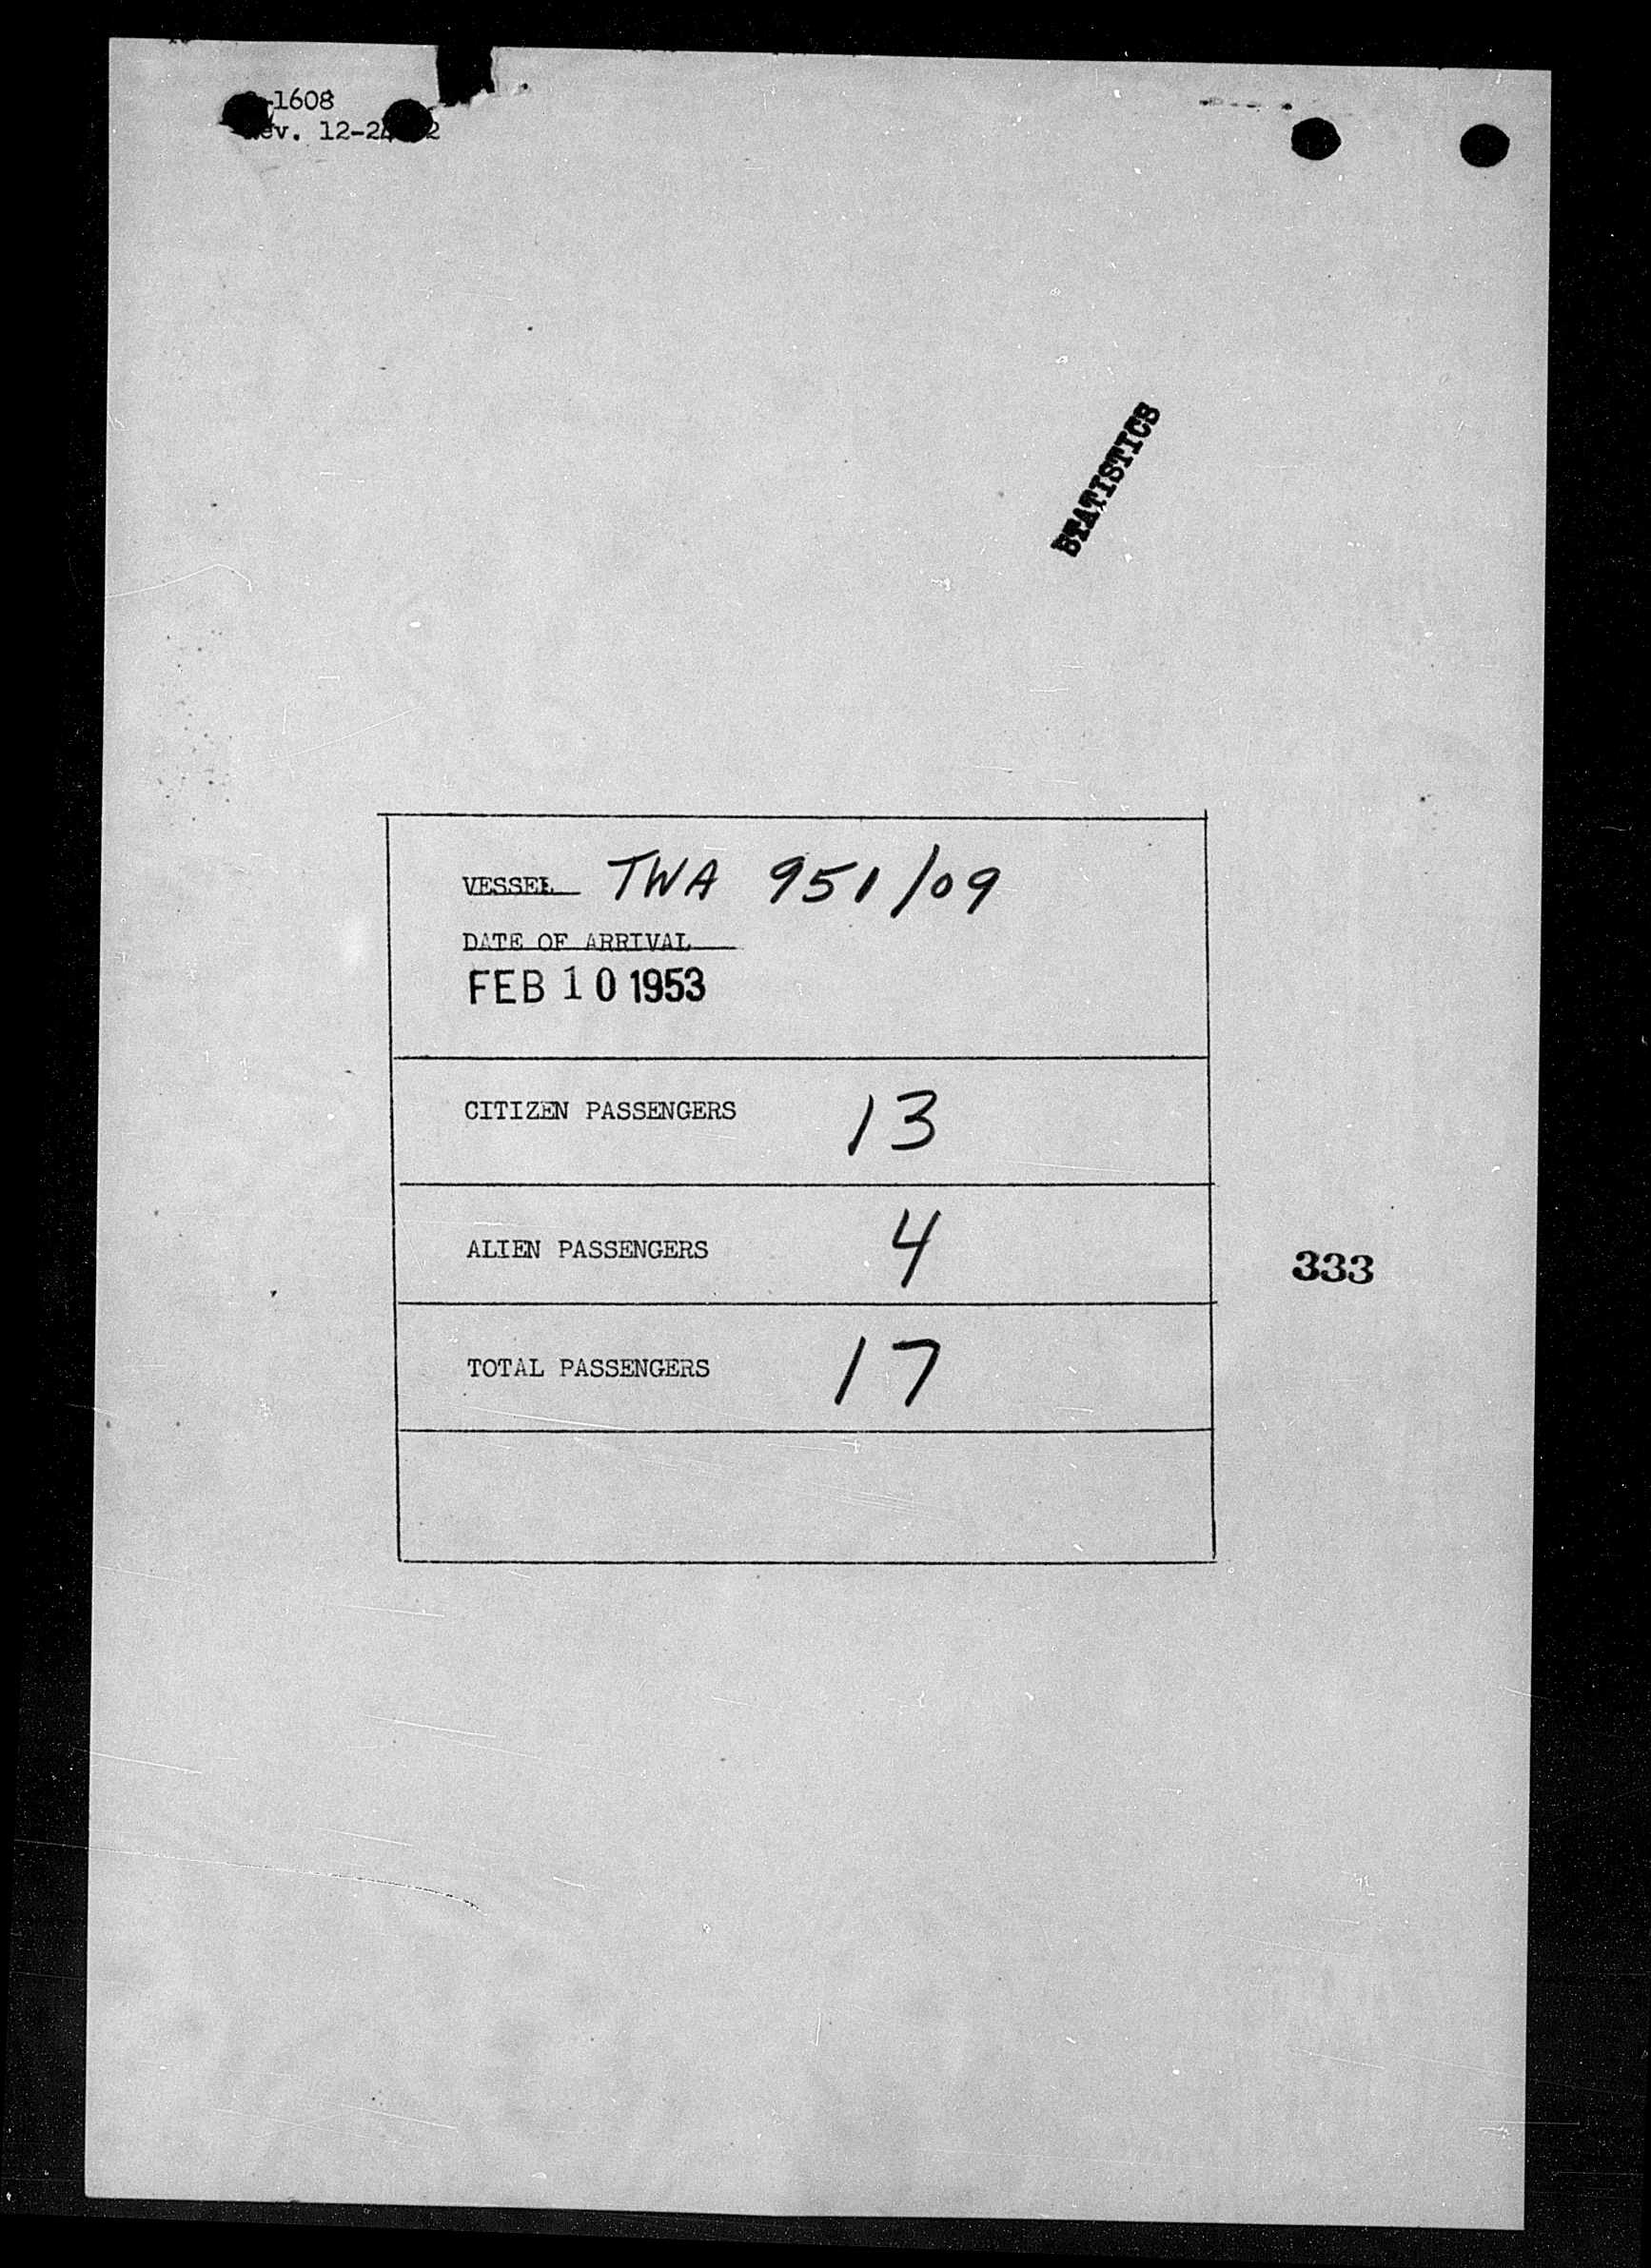 -1608
ev. 12-24 2
STATISTICS
VESSEL TWA 951/09
DATE OF ARRIVAL
FEB 10 1953
CITIZEN PASSENGERS 13
ALIEN PASSENGERS 4
333
TOTAL PASSENGERS 17